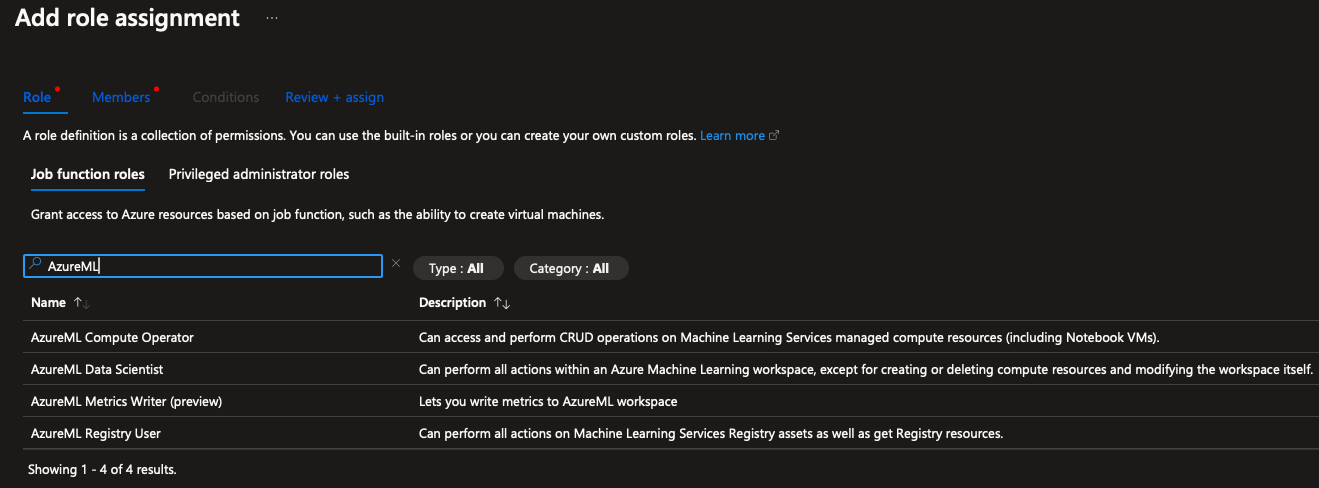 Add role assignment ...
Role Members Conditions Review + assign
A role definition is a collection of permissions. You can use the built-in roles or you can create your own custom roles. Learn more
Job function roles Privileged administrator roles
Grant access to Azure resources based on job function, such as the ability to create virtual machines.
AzureML Type : All Category : All
Name ↑↓ Description ↑↓
AzureML Compute Operator Can access and perform CRUD operations on Machine Learning Services managed compute resources (including Notebook VMs).
AzureML Data Scientist Can perform all actions within an Azure Machine Learning workspace, except for creating or deleting compute resources and modifying the workspace itself.
AzureML Metrics Writer (preview) Lets you write metrics to AzureML workspace
AzureML Registry User Can perform all actions on Machine Learning Services Registry assets as well as get Registry resources.
Showing 1 - 4 of 4 results.